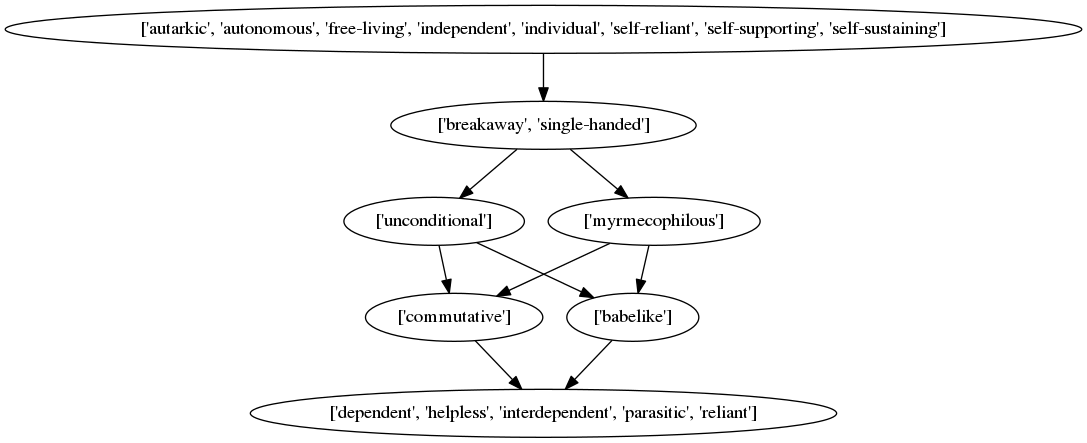 ['autarkic', 'autonomous', 'free-living', 'independent', 'individual', 'self-reliant', 'self-supporting', 'self-sustaining']
['breakaway', 'single-handed']
['unconditional']
['myrmecophilous']
['commutative']
['babelike']
['dependent', 'helpless', 'interdependent', 'parasitic', 'reliant']